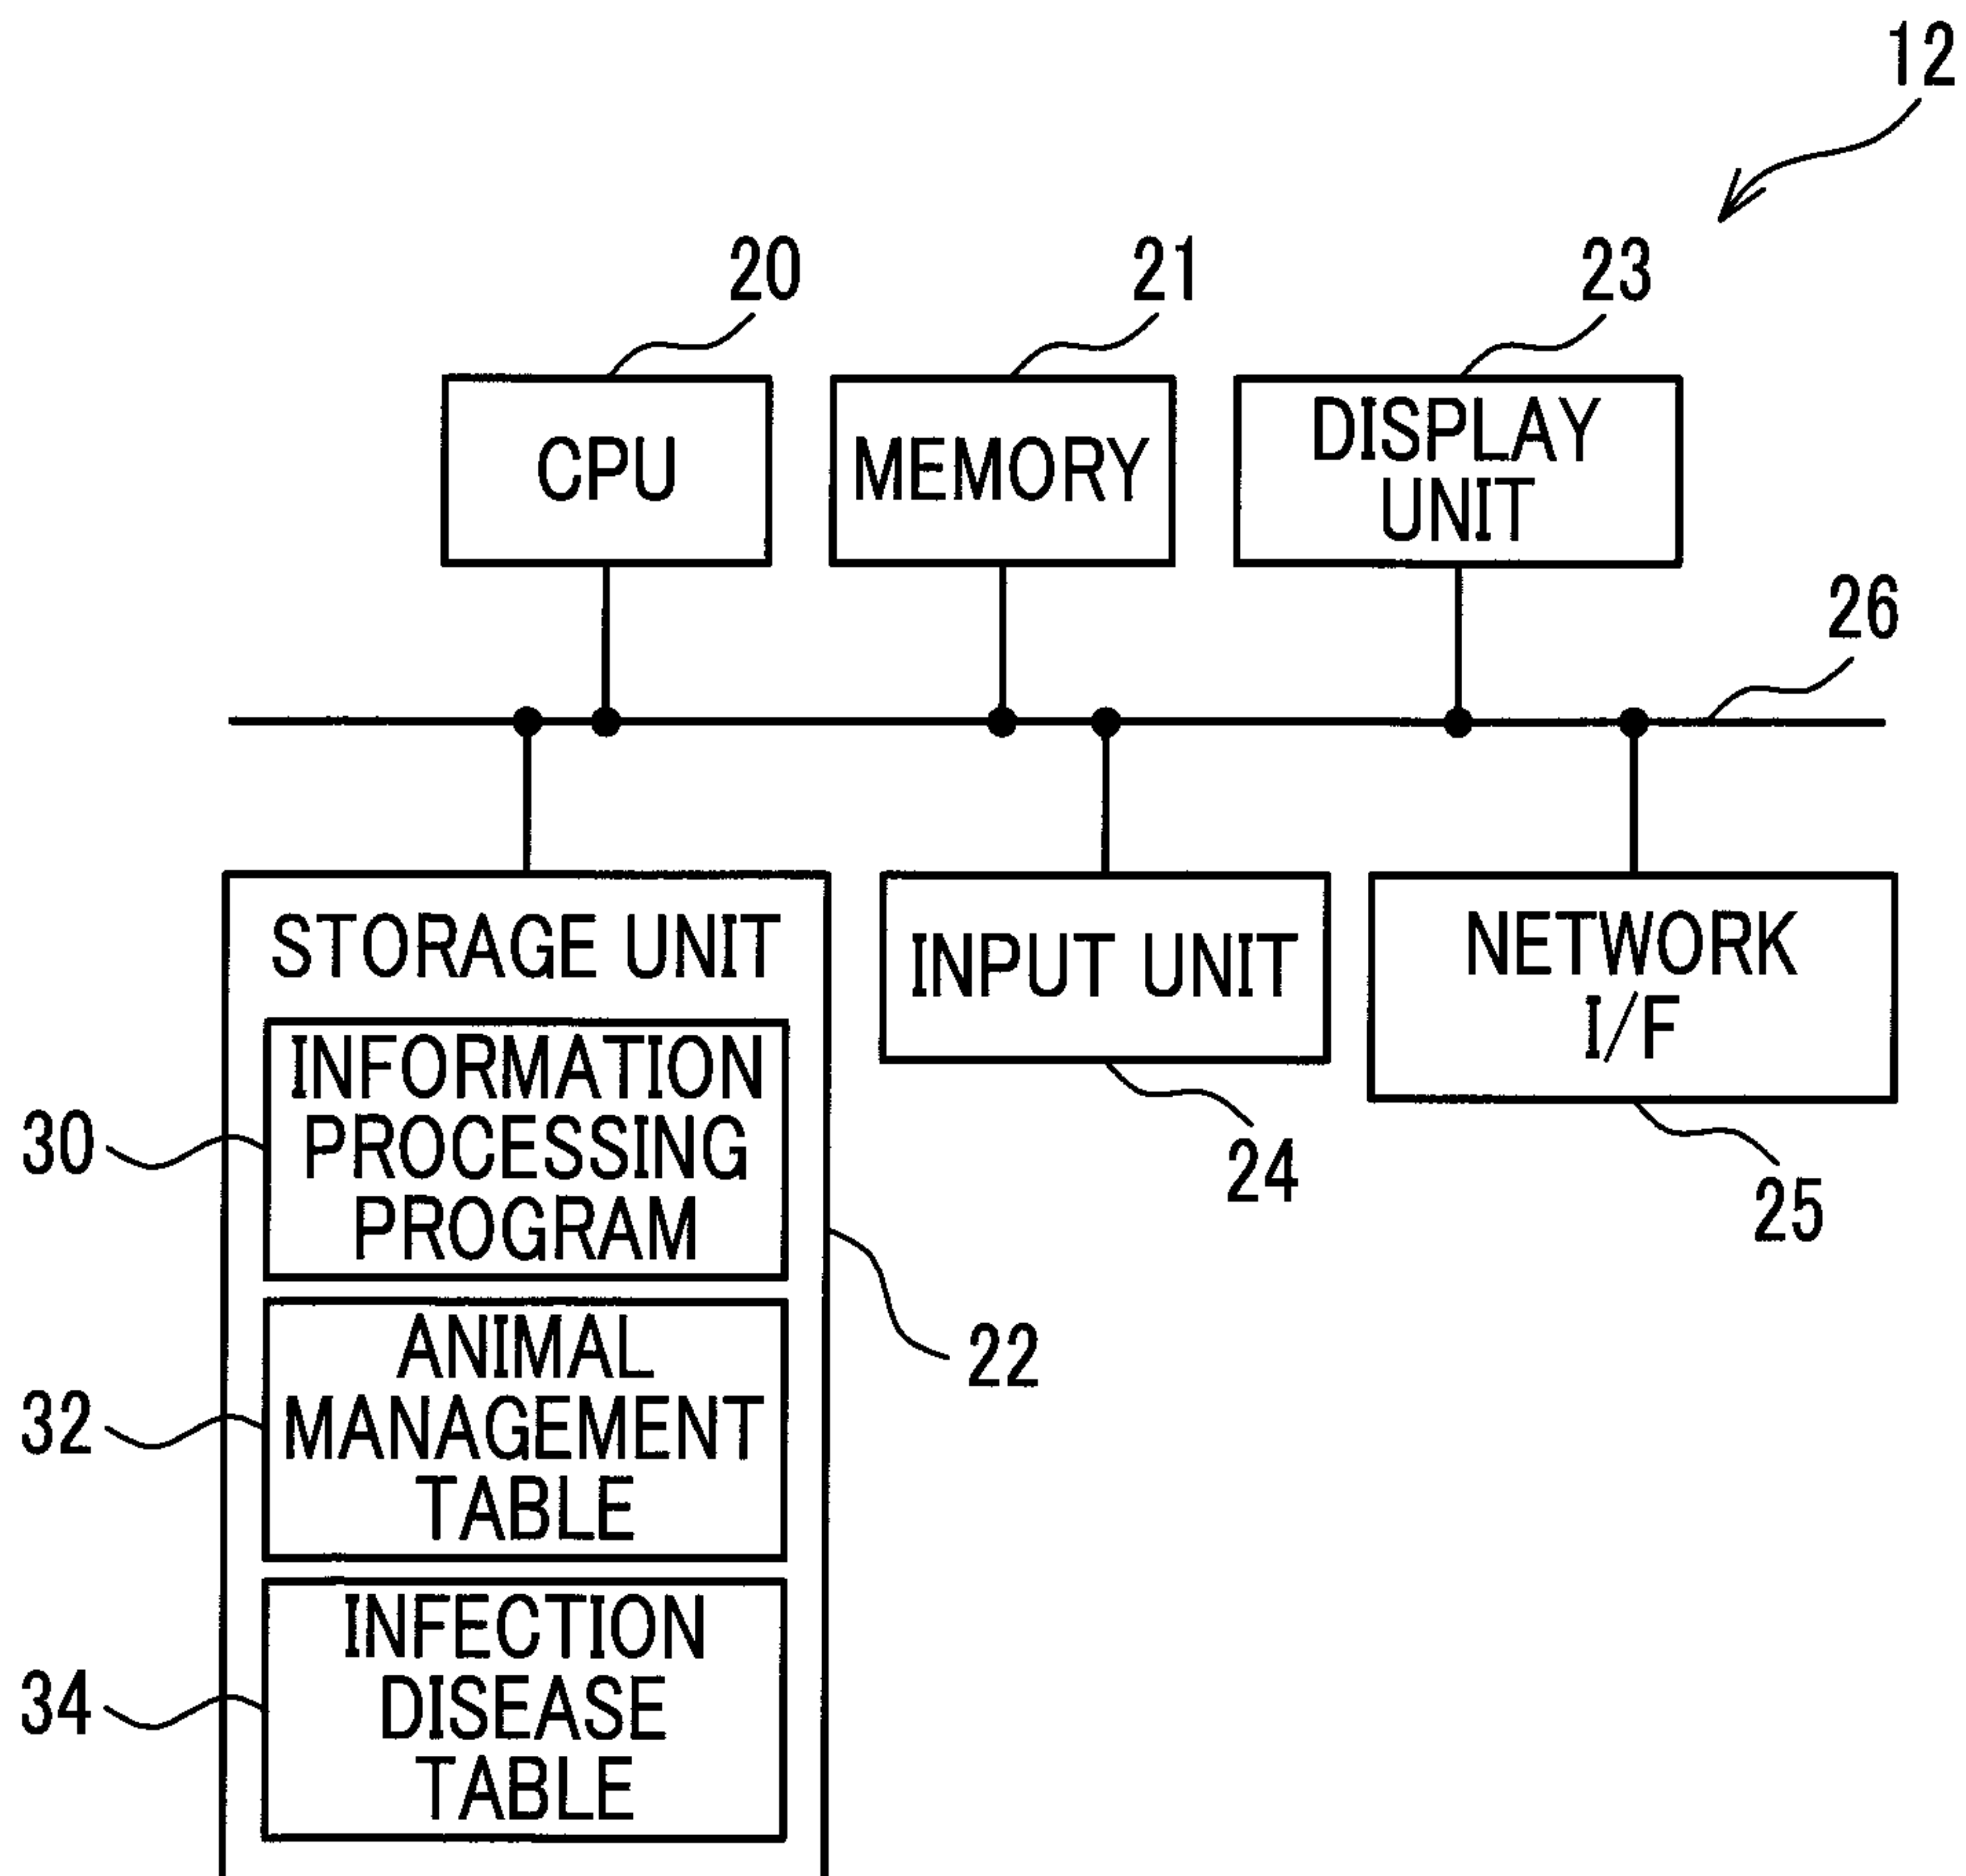 12
20
21
23
CPU
MEMORY
DISPLAY
UNIT
26
STORAGE UNIT
INPUT UNIT
NETWORK
I/F
INFORMATION
PROCESSING
PROGRAM
30
24
25
ANIMAL
MANAGEMENT
TABLE
22
32
INFECTION
DISEASE
TABLE
34